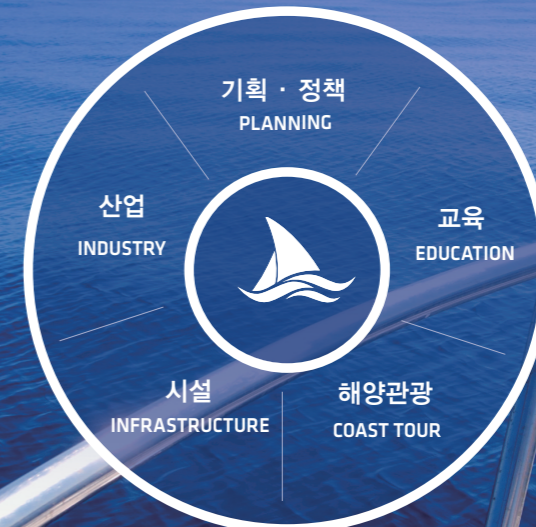 기획 · 정책
PLANNING
산업
INDUSTRY
교육
EDUCATION
시설
INFRASTRUCTURE
해양관광
COAST TOUR